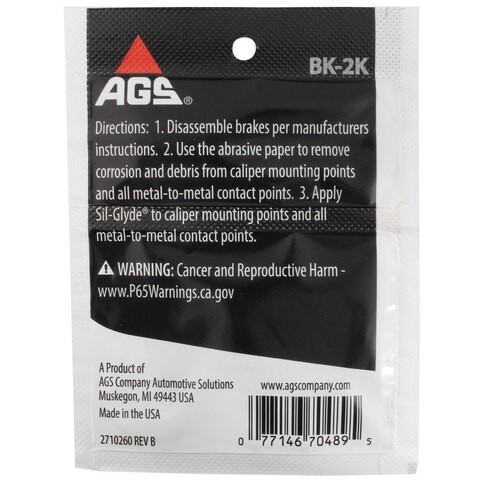 BK-2K
AGS®
Directions: 1. Disassemble brakes per manufacturers
instructions. 2. Use the abrasive paper to remove
corrosion and debris from caliper mounting points
and all metal-to-metal contact points. 3. Apply
Sil-Glyde® to caliper mounting points and all
metal-to-metal contact points.
⚠ WARNING: Cancer and Reproductive Harm -
www.P65Warnings.ca.gov
A Product of
AGS Company Automotive Solutions
Muskegon, MI 49443 USA
Made in the USA
2710260 REV B
www.agscompany.com
0 77146 70489 5